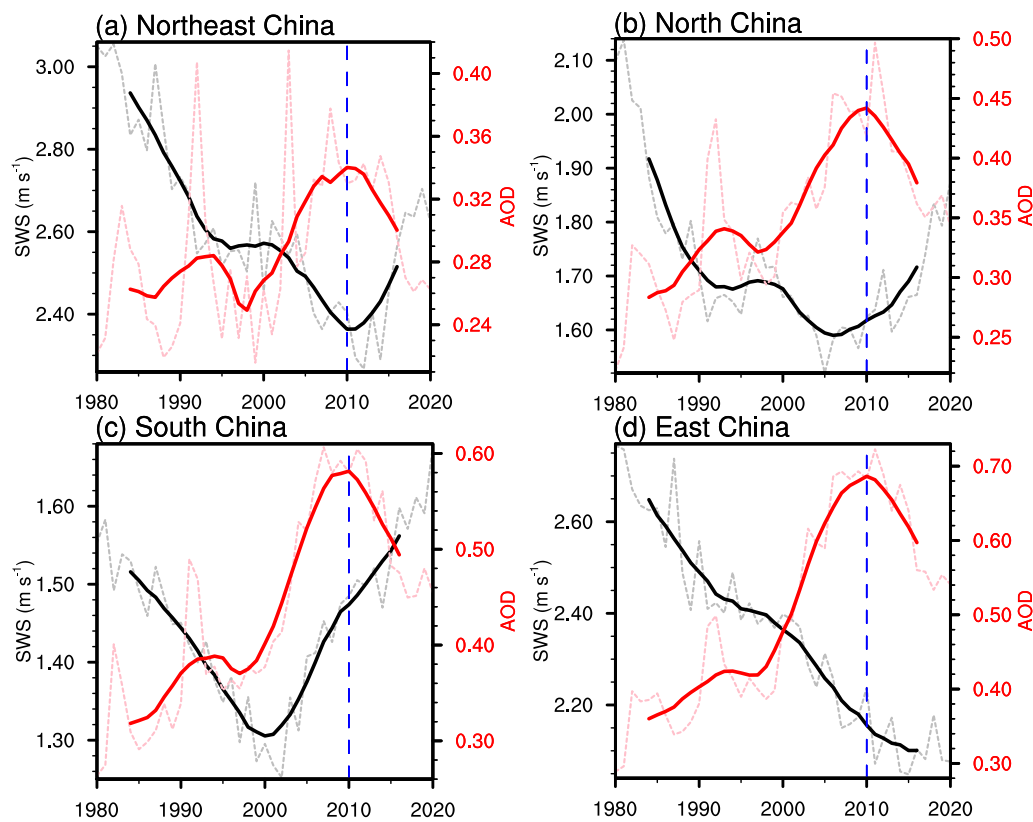 (a) Northeast China
3.00
2.80
2.60
2.40
SWS (m s⁻¹)
0.40
0.36
0.32
0.28
0.24
AOD
1980 1990 2000 2010 2020
(b) North China
2.10
2.00
1.90
1.80
1.70
1.60
SWS (m s⁻¹)
0.50
0.45
0.40
0.35
0.30
0.25
AOD
1980 1990 2000 2010 2020
(c) South China
1.60
1.50
1.40
1.30
SWS (m s⁻¹)
0.60
0.50
0.40
0.30
AOD
1980 1990 2000 2010 2020
(d) East China
2.60
2.40
2.20
SWS (m s⁻¹)
0.70
0.60
0.50
0.40
0.30
AOD
1980 1990 2000 2010 2020